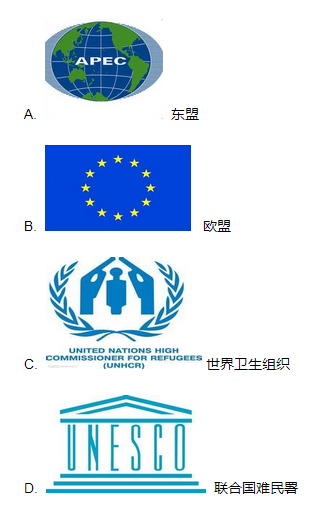 APEC
A. 东盟
B. 欧盟
UNITED NATIONS HIGH
COMMISSIONER FOR REFUGEES
(UNHCR)
C. 世界卫生组织
UNESCO
D. 联合国难民署